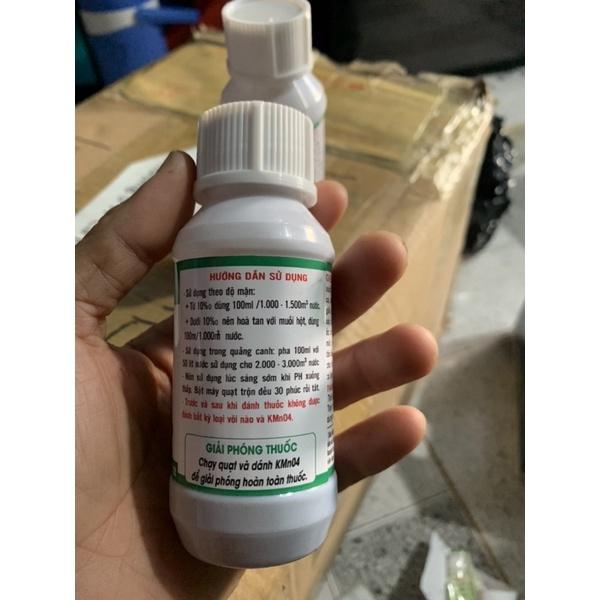 HƯỚNG DẪN SỬ DỤNG
- Sử dụng theo độ mặn:
+ Từ 10‰ dùng 100ml /1.000 - 1.500m³ nước.
+ Dưới 10‰ nên hoà tan với muối hột, dùng
100m/1.000m³ nước.
- Sử dụng trong quảng canh: pha 100ml với
lít nước sử dụng cho 2.000 - 3.000m³ nước
- Nên sử dụng lúc sáng sớm khi PH xuống
thấp. Bật máy quạt trộn đều 30 phúc rồi tắt.
- Trước và sau khi đánh thuốc không được
đánh bất kỳ loại vôi nào và KMn04.
GIẢI PHÓNG THUỐC
Chạy quạt và dánh KMn04
để giải phóng hoàn toàn thuốc.